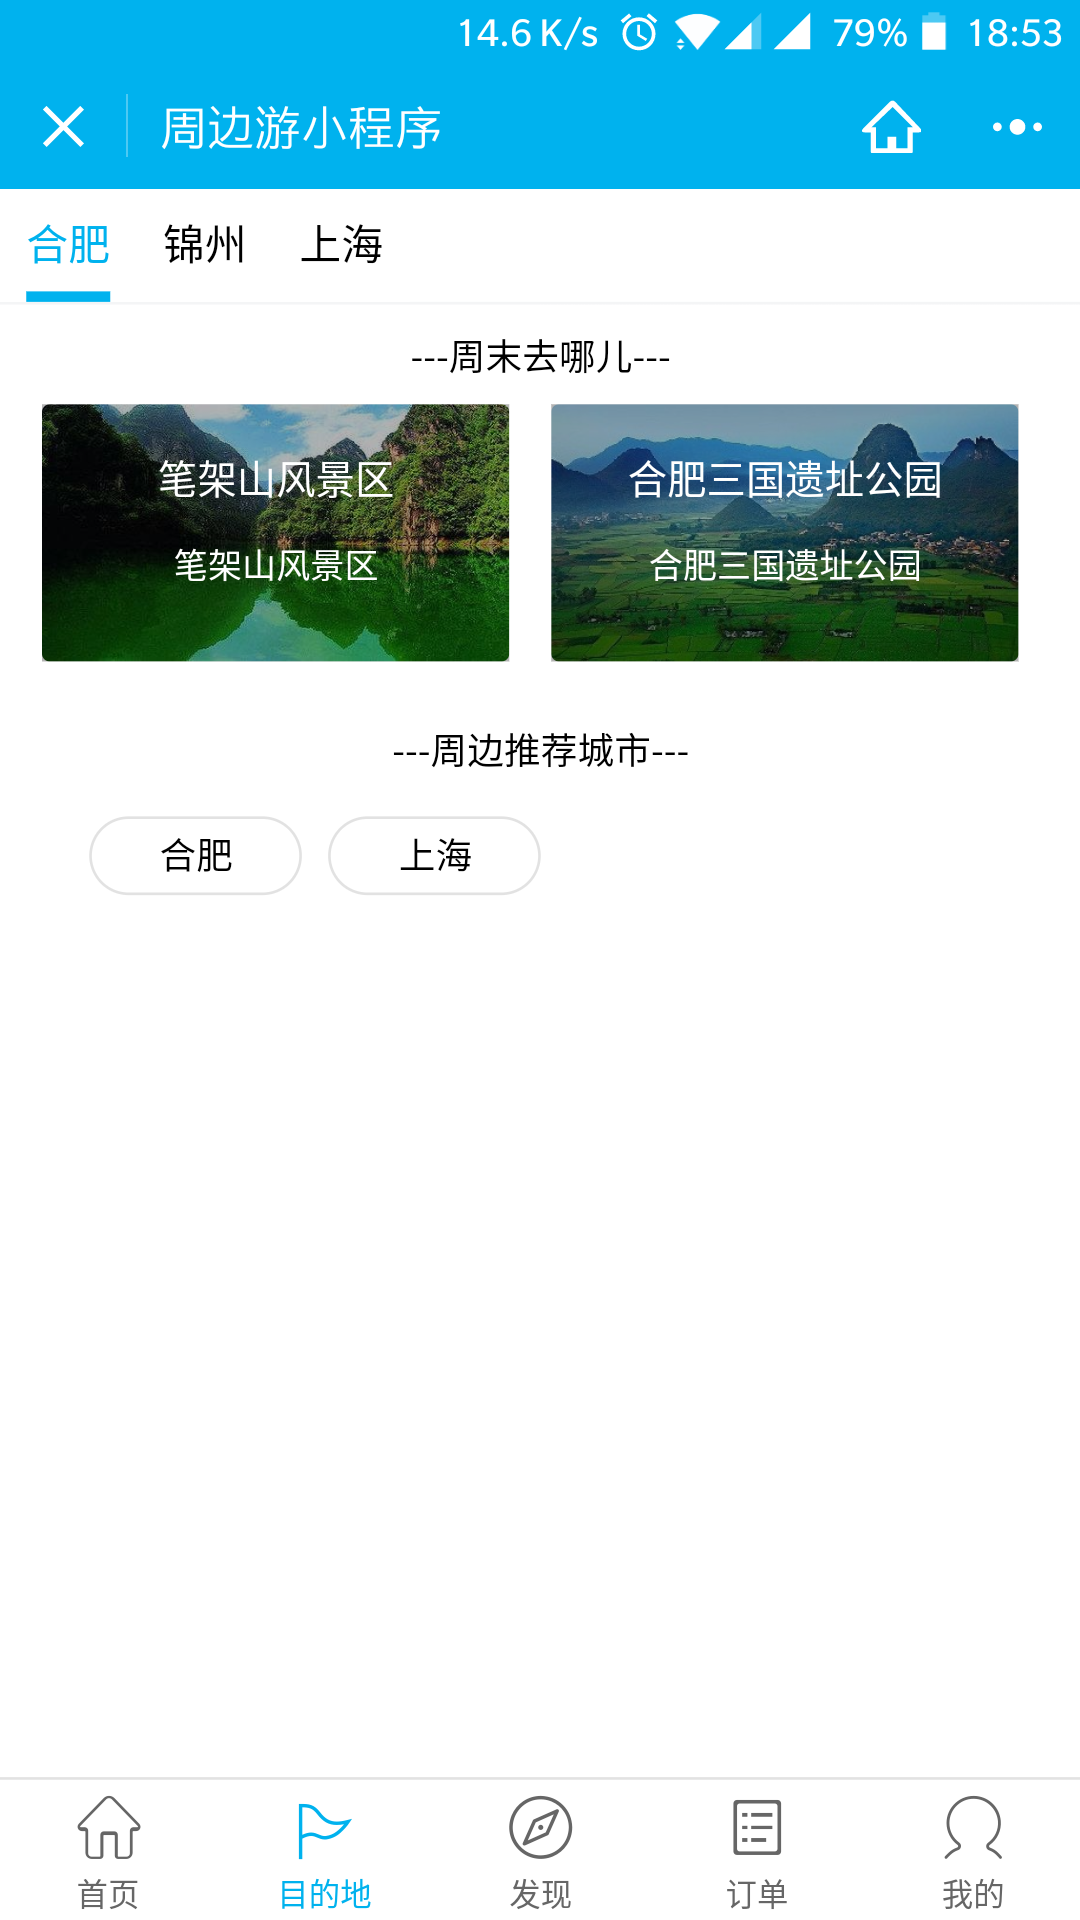 14.6 K/s 79% 18:53
周边游小程序
合肥 锦州 上海
---周末去哪儿---
笔架山风景区 合肥三国遗址公园
笔架山风景区 合肥三国遗址公园
---周边推荐城市---
合肥 上海
首页 目的地 发现 订单 我的